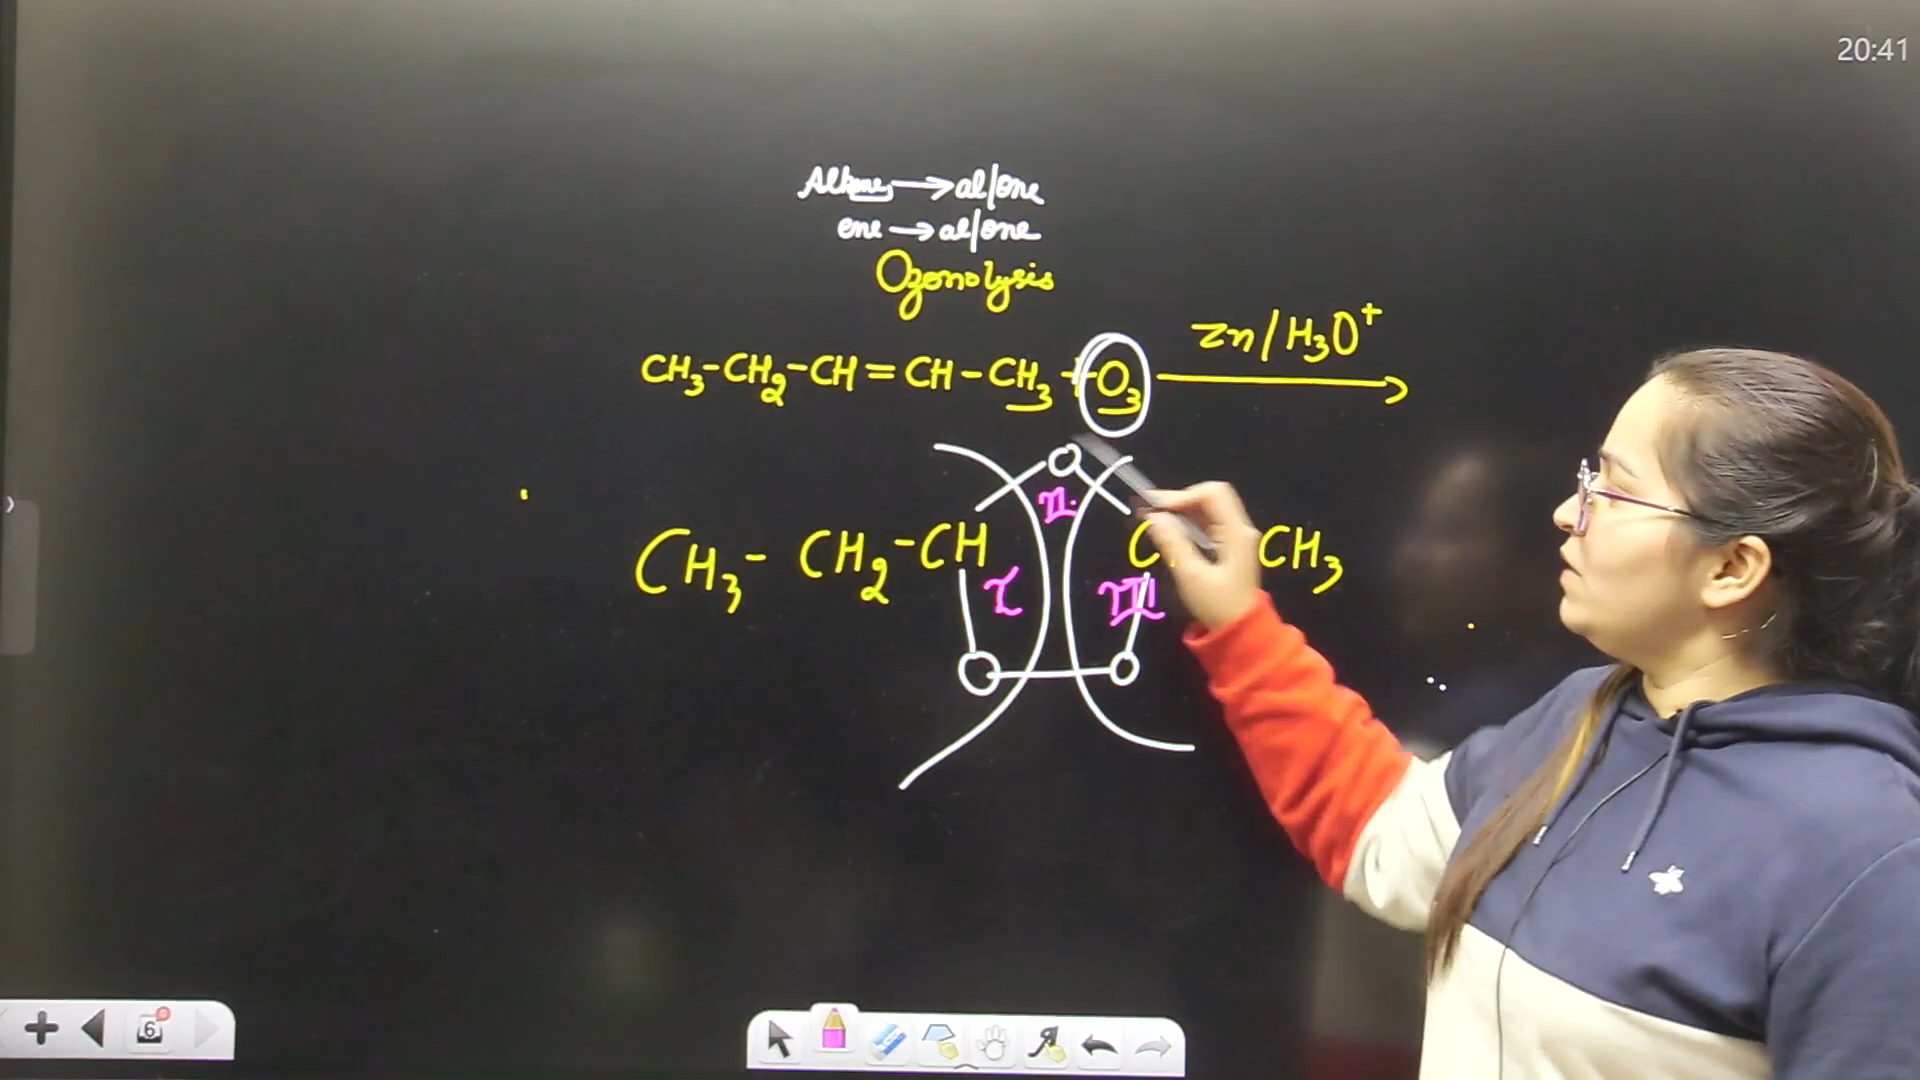 20:41
Alkene → al/one
ene → al/one
Ozonolysis
CH₃-CH₂-CH=CH-CH₃ + O₃ Zn/H₃O⁺ →
O
II
CH₃- CH₂-CH C CH₃
I III
O O
6